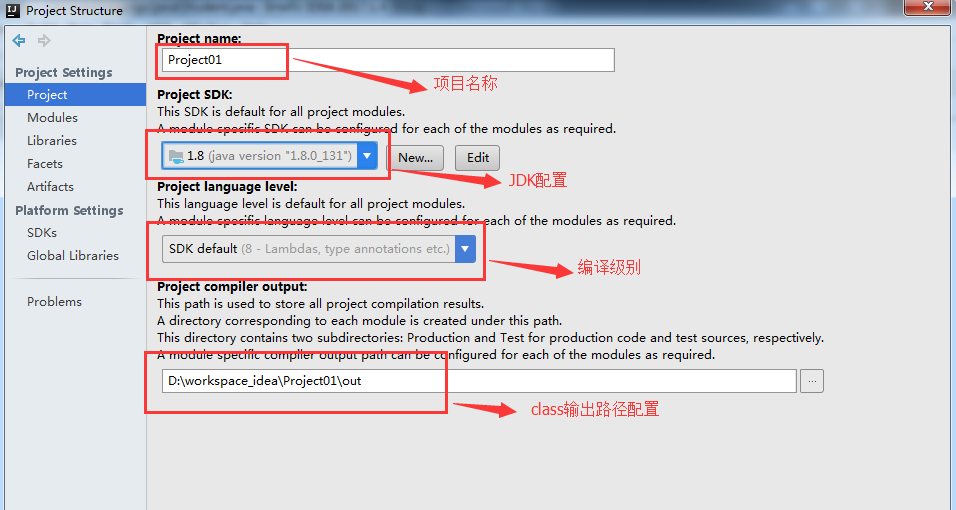 Project Structure
Project name:
Project01
项目名称
Project Settings
Project
Modules
Libraries
Facets
Artifacts
Platform Settings
SDKs
Global Libraries
Problems
Project SDK:
This SDK is default for all project modules.
A module specific SDK can be configured for each of the modules as required.
1.8 (java version "1.8.0_131")
New...
Edit
JDK配置
Project language level:
This language level is default for all project modules.
A module specific language level can be configured for each of the modules as required.
SDK default (8 - Lambdas, type annotations etc.)
编译级别
Project compiler output:
This path is used to store all project compilation results.
A directory corresponding to each module is created under this path.
This directory contains two subdirectories: Production and Test for production code and test sources, respectively.
A module specific compiler output path can be configured for each of the modules as required.
D:\workspace_idea\Project01\out
...
class输出路径配置